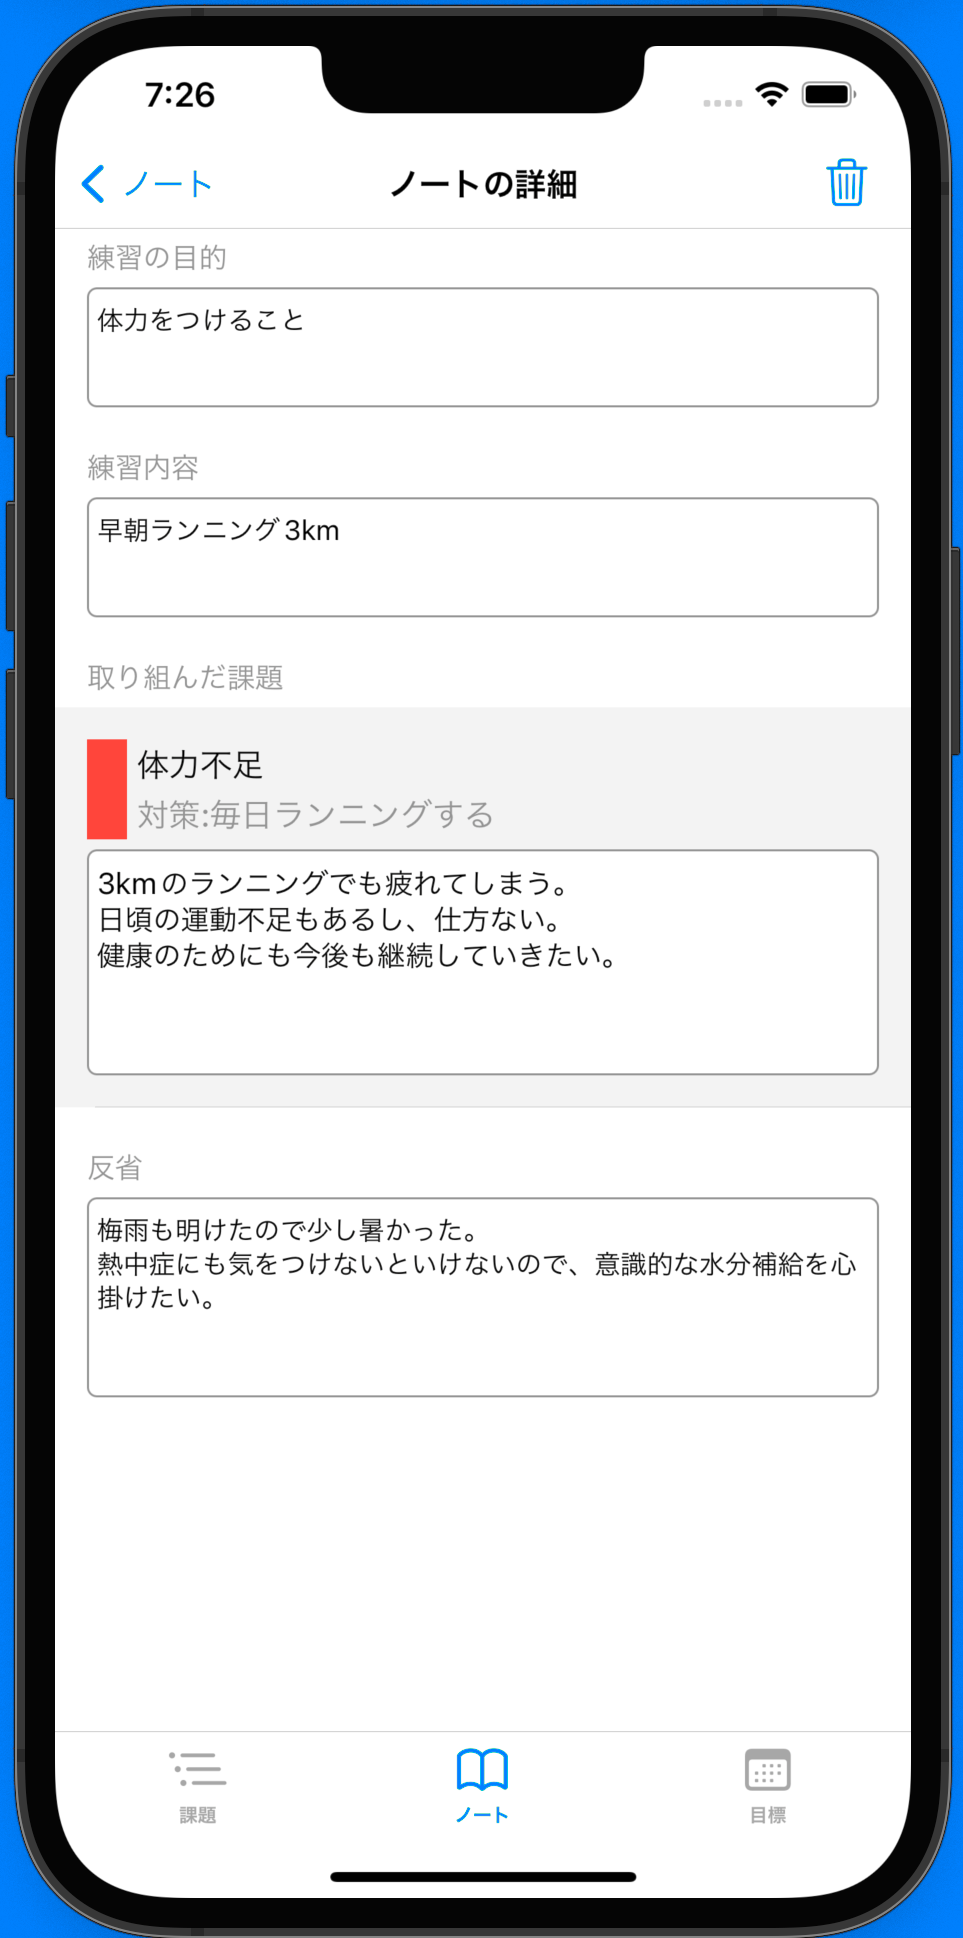 7:26
ノート
ノートの詳細
練習の目的
体力をつけること
練習内容
早朝ランニング3km
取り組んだ課題
体力不足
対策:毎日ランニングする
3kmのランニングでも疲れてしまう。
日頃の運動不足もあるし、仕方ない。
健康のためにも今後も継続していきたい。
反省
梅雨も明けたので少し暑かった。
熱中症にも気をつけないといけないので、意識的な水分補給を心
掛けたい。
課題
ノート
目標